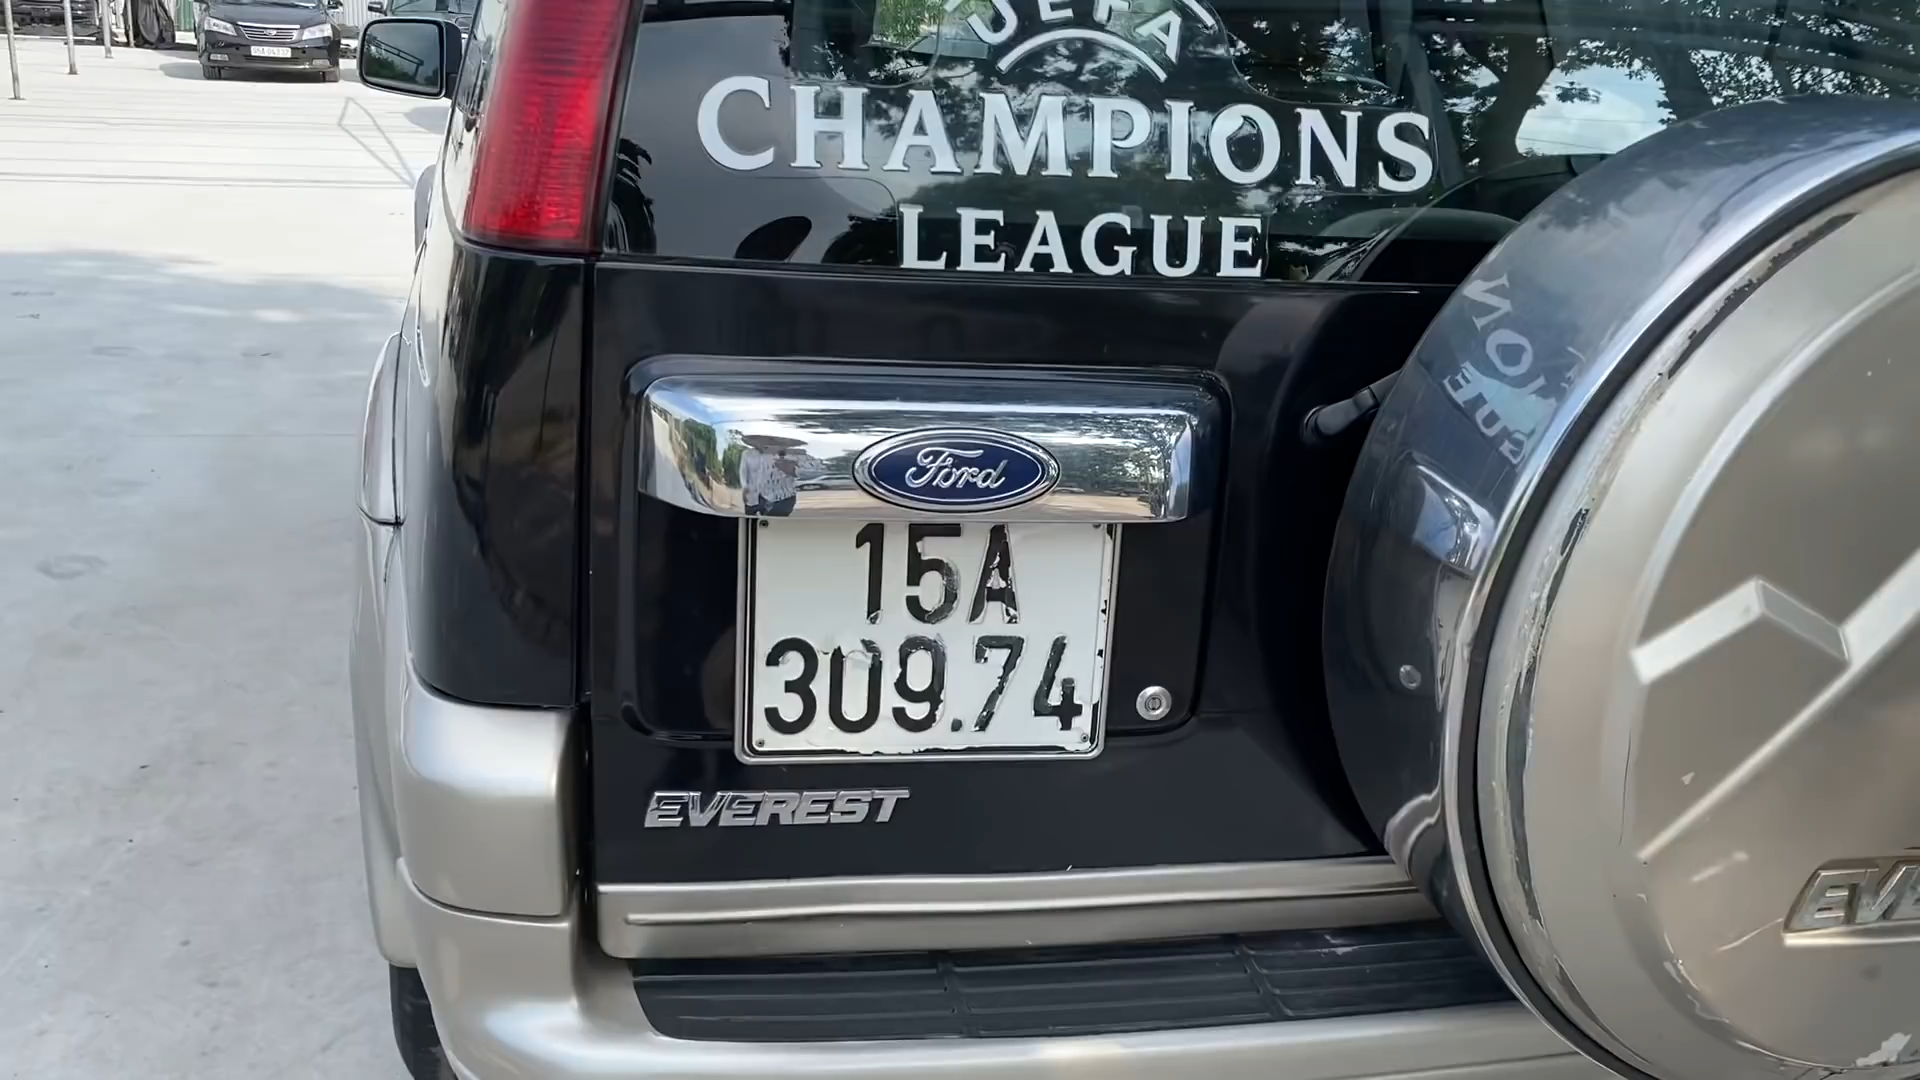 UEFA
CHAMPIONS
LEAGUE
Ford
15A
309.74
EVEREST